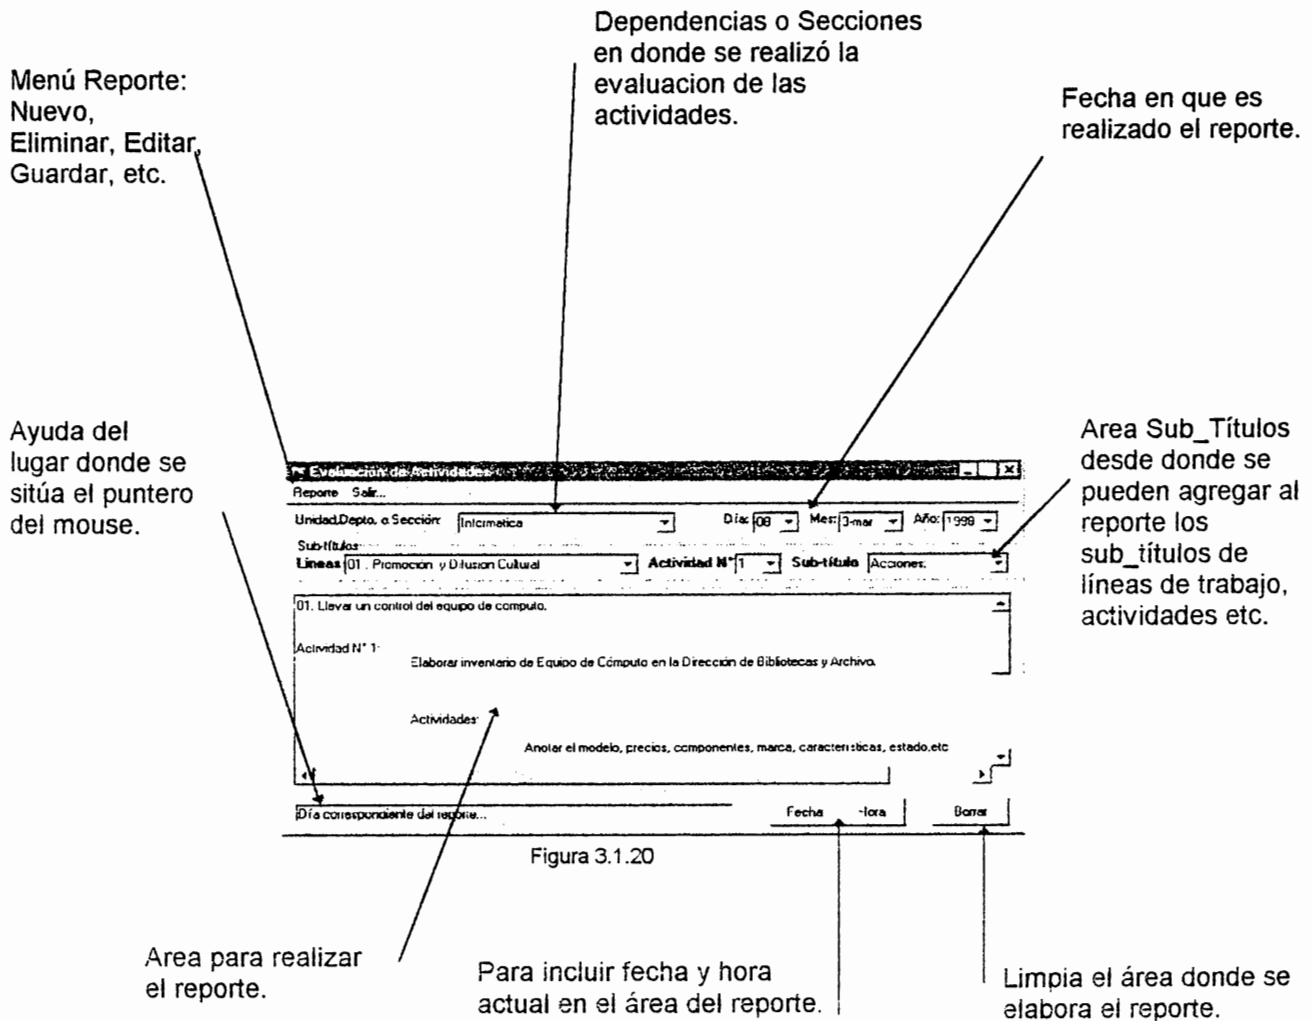 Dependencias o Secciones
en donde se realizó la
evaluacion de las
actividades.
Menú Reporte:
Nuevo,
Eliminar, Editar,
Guardar, etc.
Fecha en que es
realizado el reporte.
Ayuda del
lugar donde se
sitúa el puntero
del mouse.
Area Sub_Títulos
desde donde se
pueden agregar al
reporte los
sub_títulos de
líneas de trabajo,
actividades etc.
Evaluación de Actividades
Reporte Salir...
Unidad,Depto. o Sección: Informatica Día: 08 Mes: 3-mar Año: 1998
Sub-títulos
Lineas 01 . Promoción y Difusion Cultural Actividad N° 1 Sub-título Acciones:
01. Llevar un control del equipo de computo.
Actividad N° 1:
Elaborar inventario de Equipo de Cómputo en la Dirección de Bibliotecas y Archivo.
Actividades:
Anotar el modelo, precios, componentes, marca, caracteristicas, estado,etc
Día correspondiente del reporte... Fecha Hora Borrar
Figura 3.1.20
Area para realizar
el reporte.
Para incluir fecha y hora
actual en el área del reporte.
Limpia el área donde se
elabora el reporte.